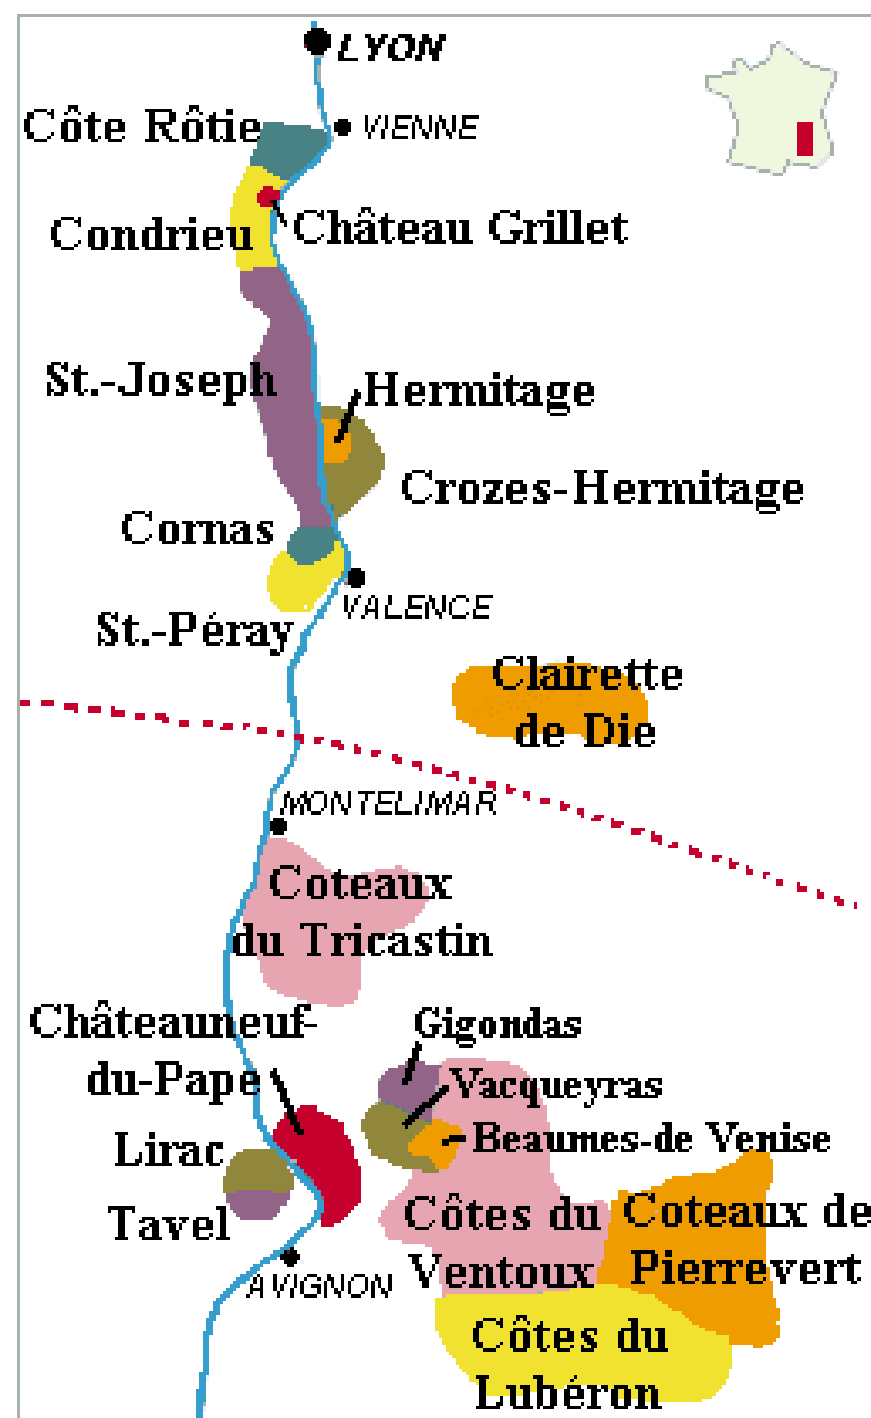 LYON
Côte Rôtie
VIENNE
Condrieu
Château Grillet
St.-Joseph
Hermitage
Crozes-Hermitage
Cornas
VALENCE
St.-Péray
Clairette
de Die
MONTELIMAR
Coteaux
du Tricastin
Châteauneuf-
du-Pape
Gigondas
Vacqueyras
Beaumes-de Venise
Lirac
Tavel
Côtes du
Ventoux
Coteaux de
Pierrevert
AVIGNON
Côtes du
Lubéron